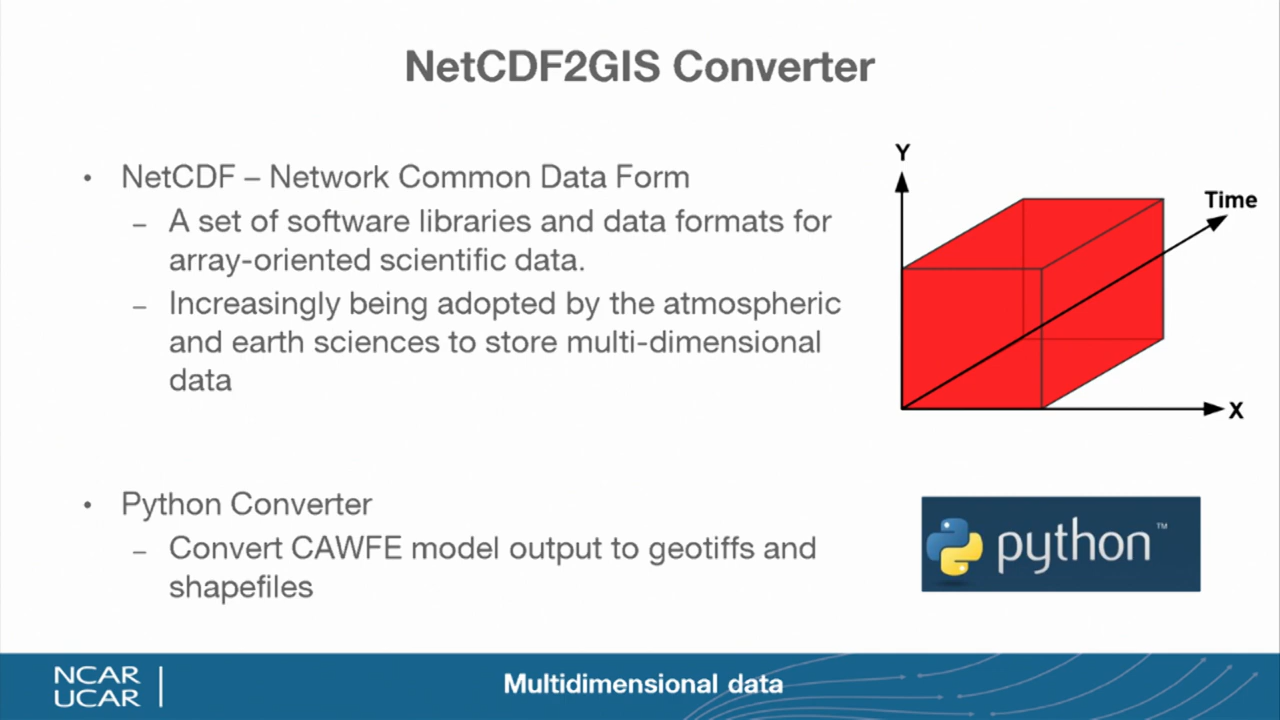 NetCDF2GIS Converter
• NetCDF – Network Common Data Form
– A set of software libraries and data formats for
array-oriented scientific data.
– Increasingly being adopted by the atmospheric
and earth sciences to store multi-dimensional
data
Y
Time
X
• Python Converter
– Convert CAWFE model output to geotiffs and
shapefiles
python™
NCAR
UCAR
Multidimensional data